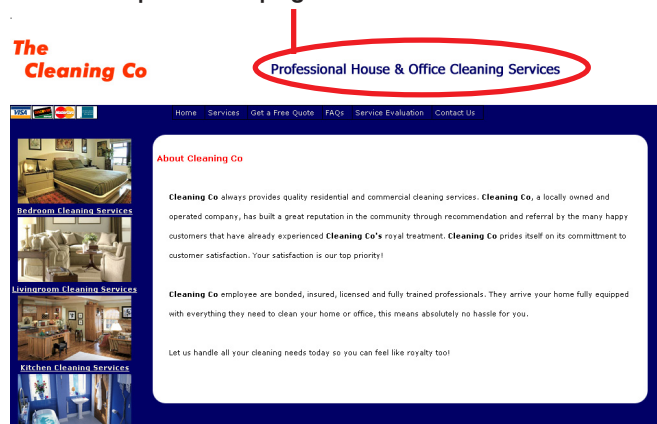 The
Cleaning Co
Professional House & Office Cleaning Services
VISA
Home Services Get a Free Quote FAQs Service Evaluation Contact Us
Bedroom Cleaning Services
Livingroom Cleaning Services
Kitchen Cleaning Services
About Cleaning Co
Cleaning Co always provides quality residential and commercial cleaning services. Cleaning Co, a locally owned and
operated company, has built a great reputation in the community through recommendation and referral by the many happy
customers that have already experienced Cleaning Co's royal treatment. Cleaning Co prides itself on its committment to
customer satisfaction. Your satisfaction is our top priority!
Cleaning Co employee are bonded, insured, licensed and fully trained professionals. They arrive your home fully equipped
with everything they need to clean your home or office, this means absolutely no hassle for you.
Let us handle all your cleaning needs today so you can feel like royalty too!